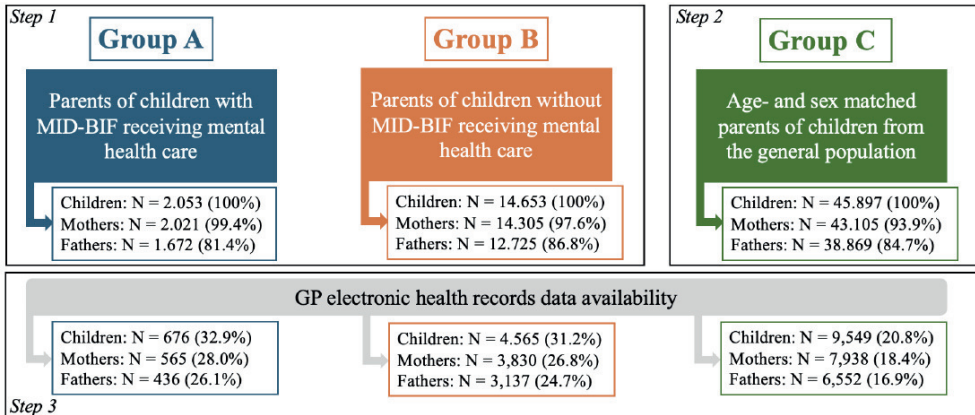 Step 1
Group A
Parents of children with
MID-BIF receiving mental
health care
Children: N = 2.053 (100%)
Mothers: N = 2.021 (99.4%)
Fathers: N = 1.672 (81.4%)
Group B
Parents of children without
MID-BIF receiving mental
health care
Children: N = 14.653 (100%)
Mothers: N = 14.305 (97.6%)
Fathers: N = 12.725 (86.8%)
Step 2
Group C
Age- and sex matched
parents of children from
the general population
Children: N = 45.897 (100%)
Mothers: N = 43.105 (93.9%)
Fathers: N = 38.869 (84.7%)
GP electronic health records data availability
Children: N = 676 (32.9%)
Mothers: N = 565 (28.0%)
Fathers: N = 436 (26.1%)
Children: N = 4.565 (31.2%)
Mothers: N = 3,830 (26.8%)
Fathers: N = 3,137 (24.7%)
Children: N = 9,549 (20.8%)
Mothers: N = 7,938 (18.4%)
Fathers: N = 6,552 (16.9%)
Step 3